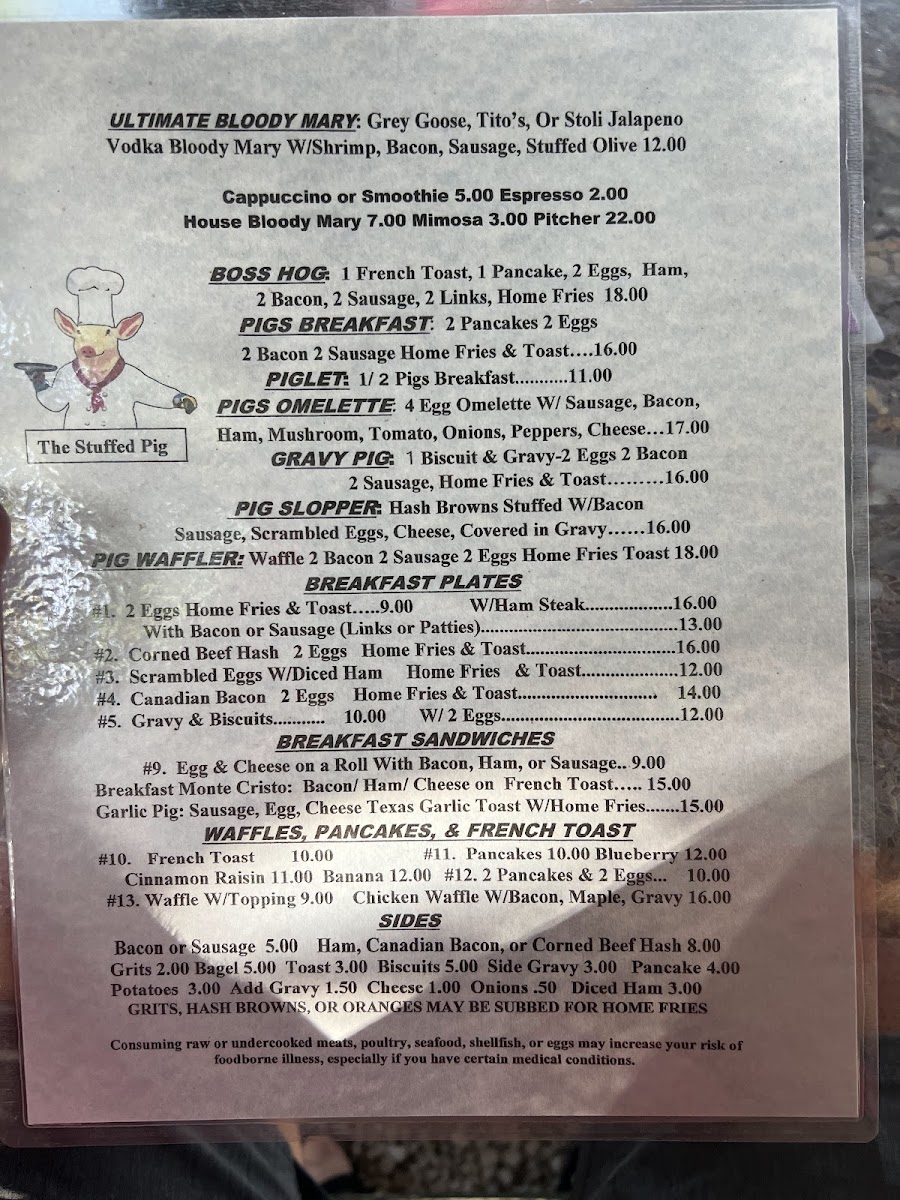 ULTIMATE BLOODY MARY: Grey Goose, Tito's, Or Stoli Jalapeno
Vodka Bloody Mary W/Shrimp, Bacon, Sausage, Stuffed Olive 12.00
Cappuccino or Smoothie 5.00 Espresso 2.00
House Bloody Mary 7.00 Mimosa 3.00 Pitcher 22.00
BOSS HOG: 1 French Toast, 1 Pancake, 2 Eggs, Ham,
2 Bacon, 2 Sausage, 2 Links, Home Fries 18.00
PIGS BREAKFAST: 2 Pancakes 2 Eggs
2 Bacon 2 Sausage Home Fries & Toast....16.00
PIGLET: 1/ 2 Pigs Breakfast...........11.00
PIGS OMELETTE: 4 Egg Omelette W/ Sausage, Bacon,
Ham, Mushroom, Tomato, Onions, Peppers, Cheese...17.00
The Stuffed Pig
GRAVY PIG: 1 Biscuit & Gravy-2 Eggs 2 Bacon
2 Sausage, Home Fries & Toast.........16.00
PIG SLOPPER: Hash Browns Stuffed W/Bacon
Sausage, Scrambled Eggs, Cheese, Covered in Gravy......16.00
PIG WAFFLER: Waffle 2 Bacon 2 Sausage 2 Eggs Home Fries Toast 18.00
BREAKFAST PLATES
#1. 2 Eggs Home Fries & Toast.....9.00 W/Ham Steak..................16.00
With Bacon or Sausage (Links or Patties).........................................13.00
#2. Corned Beef Hash 2 Eggs Home Fries & Toast...............................16.00
#3. Scrambled Eggs W/Diced Ham Home Fries & Toast....................12.00
#4. Canadian Bacon 2 Eggs Home Fries & Toast............................. 14.00
#5. Gravy & Biscuits........... 10.00 W/ 2 Eggs.....................................12.00
BREAKFAST SANDWICHES
#9. Egg & Cheese on a Roll With Bacon, Ham, or Sausage.. 9.00
Breakfast Monte Cristo: Bacon/ Ham/ Cheese on French Toast..... 15.00
Garlic Pig: Sausage, Egg, Cheese Texas Garlic Toast W/Home Fries.......15.00
WAFFLES, PANCAKES, & FRENCH TOAST
#10. French Toast 10.00 #11. Pancakes 10.00 Blueberry 12.00
Cinnamon Raisin 11.00 Banana 12.00 #12. 2 Pancakes & 2 Eggs... 10.00
#13. Waffle W/Topping 9.00 Chicken Waffle W/Bacon, Maple, Gravy 16.00
SIDES
Bacon or Sausage 5.00 Ham, Canadian Bacon, or Corned Beef Hash 8.00
Grits 2.00 Bagel 5.00 Toast 3.00 Biscuits 5.00 Side Gravy 3.00 Pancake 4.00
Potatoes 3.00 Add Gravy 1.50 Cheese 1.00 Onions .50 Diced Ham 3.00
GRITS, HASH BROWNS, OR ORANGES MAY BE SUBBED FOR HOME FRIES
Consuming raw or undercooked meats, poultry, seafood, shellfish, or eggs may increase your risk of
foodborne illness, especially if you have certain medical conditions.